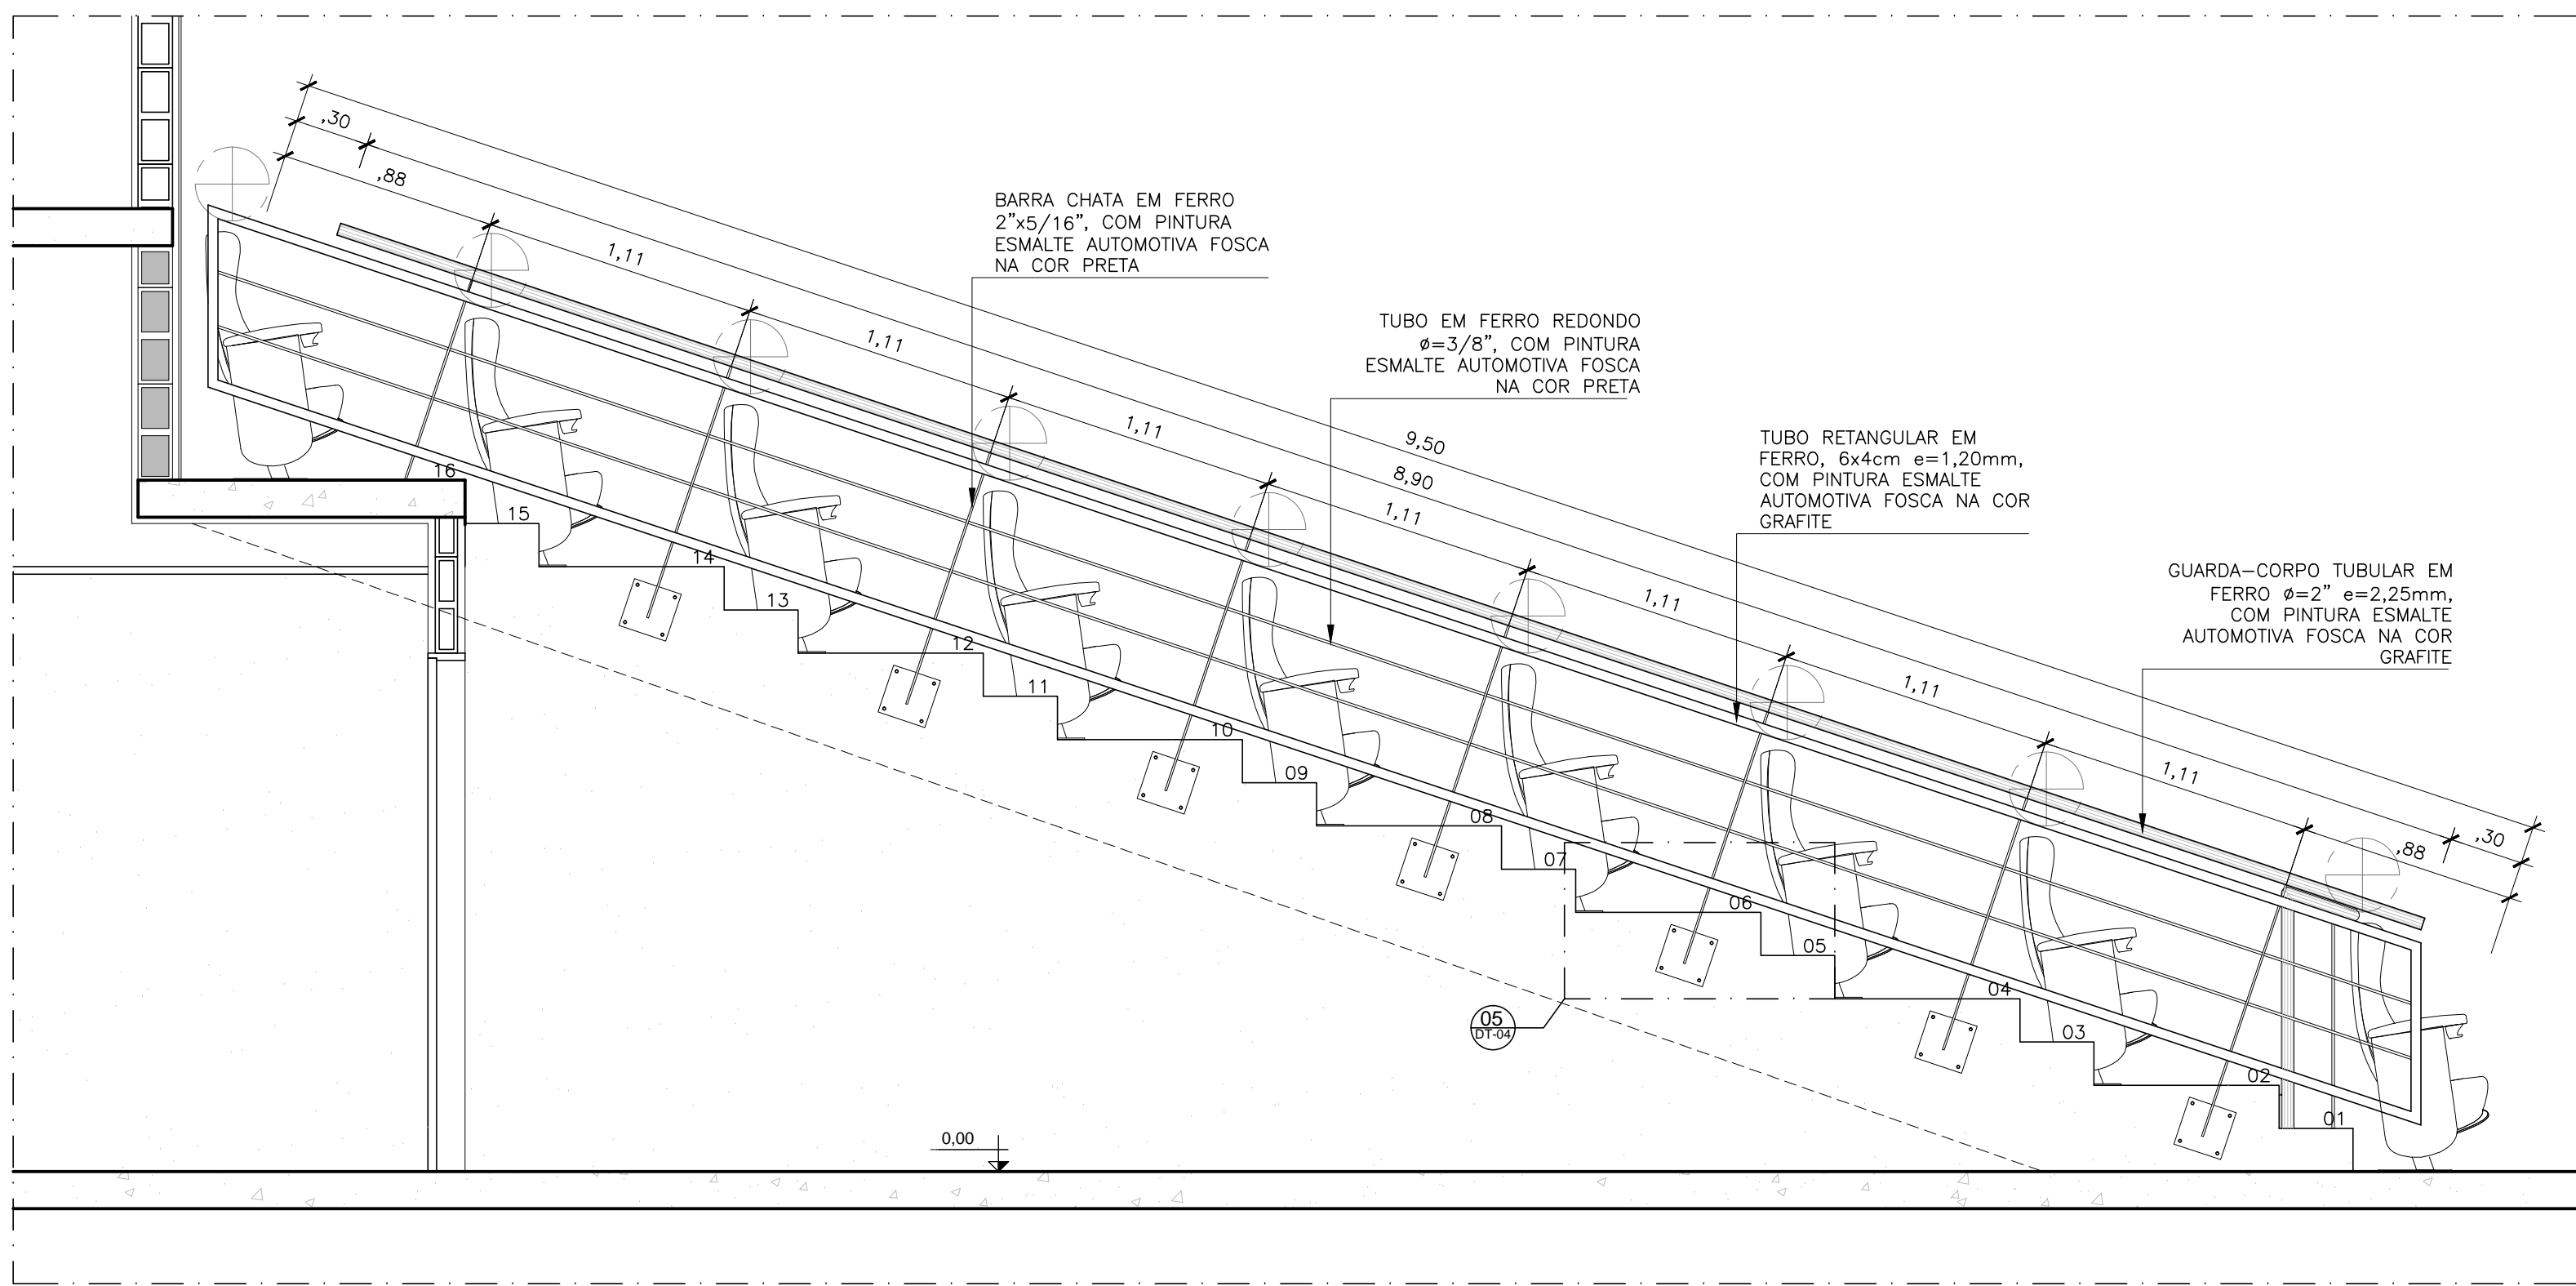 ,30
,88
1,11
1,11
1,11
1,11
1,11
1,11
1,11
,88
,30
9,50
8,90
BARRA CHATA EM FERRO
2”x5/16”, COM PINTURA
ESMALTE AUTOMOTIVA FOSCA
NA COR PRETA
TUBO EM FERRO REDONDO
ø=3/8”, COM PINTURA
ESMALTE AUTOMOTIVA FOSCA
NA COR PRETA
TUBO RETANGULAR EM
FERRO, 6x4cm e=1,20mm,
COM PINTURA ESMALTE
AUTOMOTIVA FOSCA NA COR
GRAFITE
GUARDA-CORPO TUBULAR EM
FERRO ø=2” e=2,25mm,
COM PINTURA ESMALTE
AUTOMOTIVA FOSCA NA COR
GRAFITE
16
15
14
13
12
11
10
09
08
07
06
05
04
03
02
01
05
DT-04
0,00